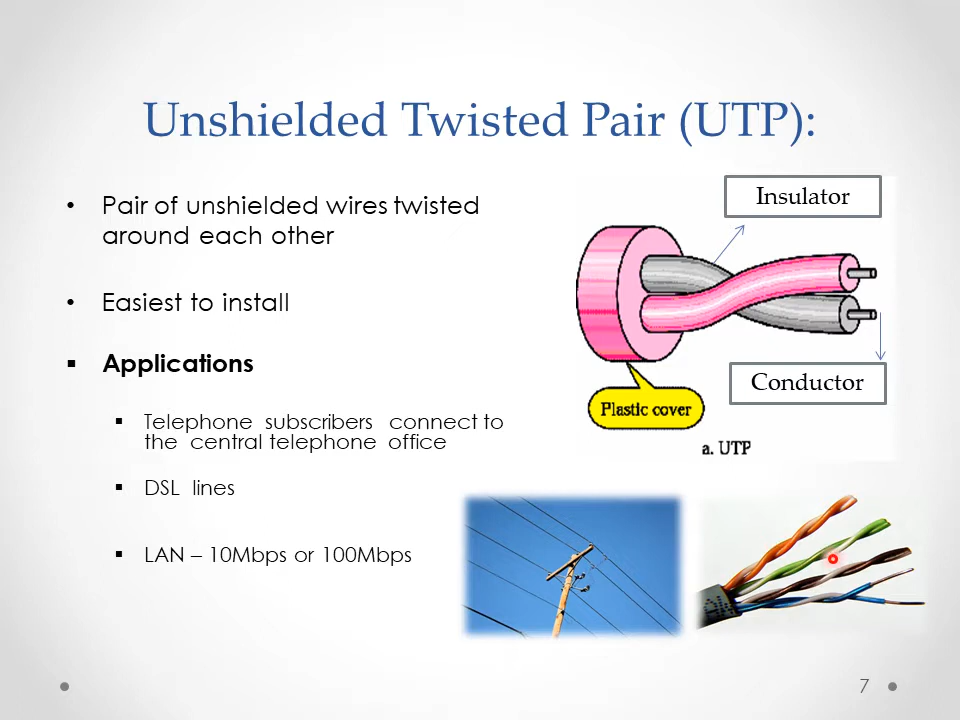 Unshielded Twisted Pair (UTP):
• Pair of unshielded wires twisted
around each other
• Easiest to install
▪ Applications
▪ Telephone subscribers connect to
the central telephone office
▪ DSL lines
▪ LAN – 10Mbps or 100Mbps
Insulator
Conductor
Plastic cover
a. UTP
7